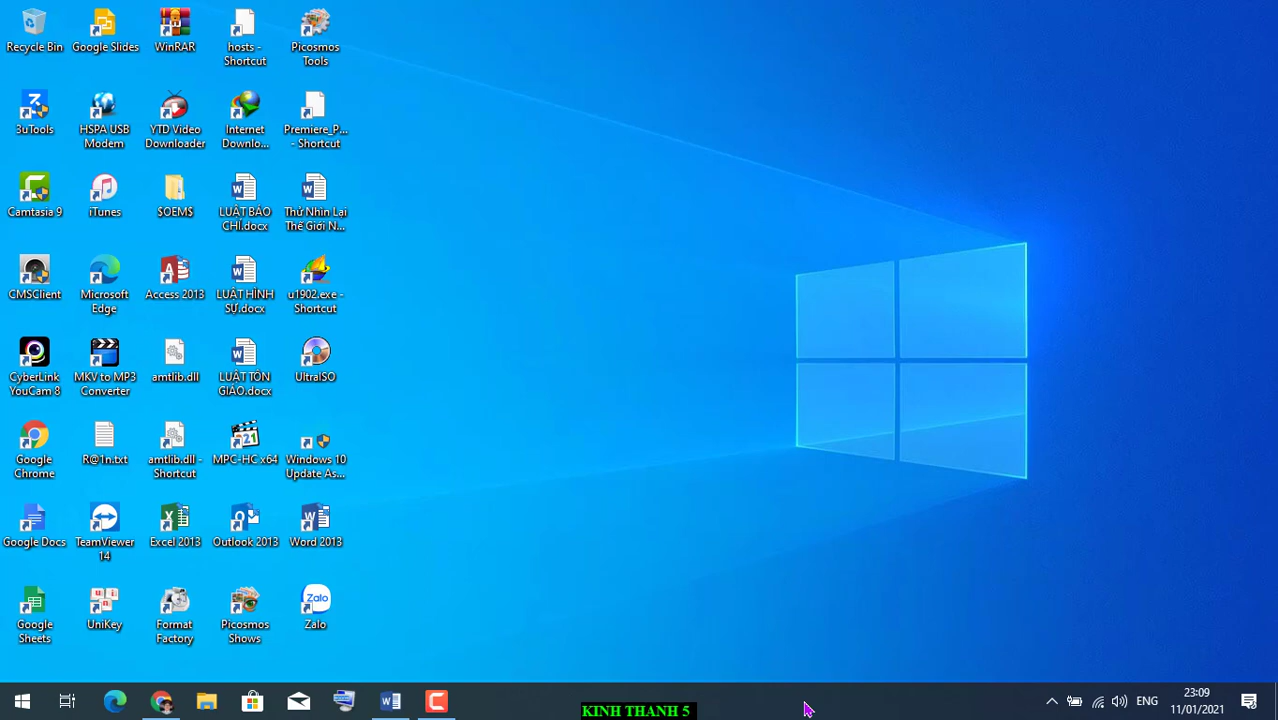 Recycle Bin
Google Slides
WinRAR
hosts -
Shortcut
Picosmos
Tools
3uTools
HSPA USB
Modem
YTD Video
Downloader
Internet
Downlo...
Premiere_P...
- Shortcut
Camtasia 9
iTunes
$OEM$
LUẬT BÁO
CHÍ.docx
Thử Nhìn Lại
Thế Giới N...
CMSClient
Microsoft
Edge
Access 2013
LUẬT HÌNH
SỰ.docx
u1902.exe -
Shortcut
CyberLink
YouCam 8
MKV to MP3
Converter
amtlib.dll
LUẬT TÔN
GIÁO.docx
UltraISO
Google
Chrome
R@1n.txt
amtlib.dll -
Shortcut
321
MPC-HC x64
Windows 10
Update As...
Google Docs
TeamViewer
14
Excel 2013
Outlook 2013
Word 2013
Google
Sheets
UniKey
Format
Factory
Picosmos
Shows
Zalo
Zalo
KINH THANH 5
ENG
23:09
11/01/2021